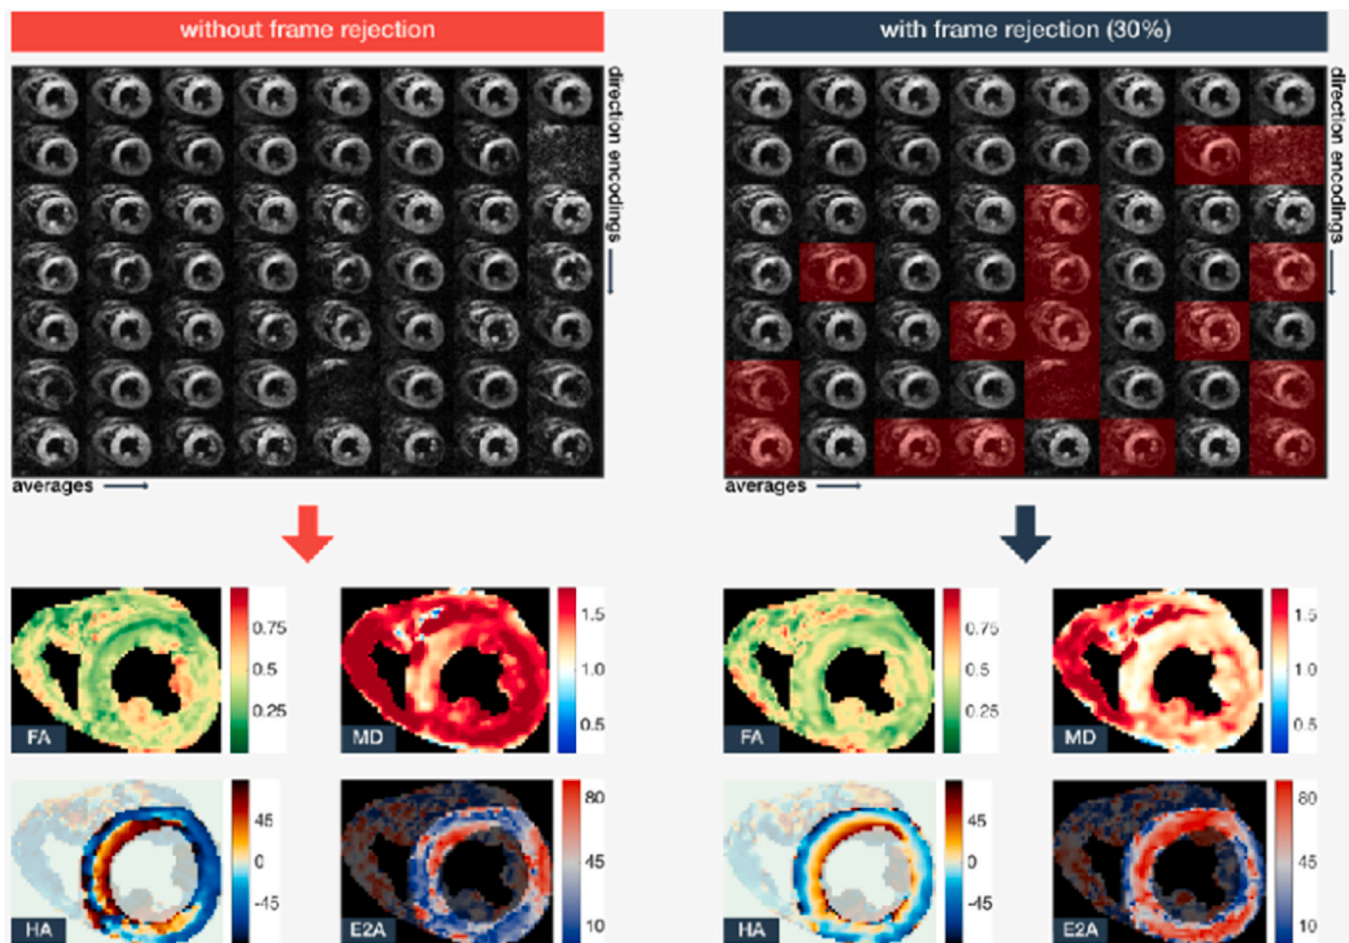 without frame rejection
with frame rejection (30%)
direction encodings
direction encodings
averages
averages
0.75
0.5
0.25
FA
1.5
1.0
0.5
MD
0.75
0.5
0.25
FA
1.5
1.0
0.5
MD
45
0
-45
HA
80
45
10
E2A
45
0
-45
HA
80
45
10
E2A